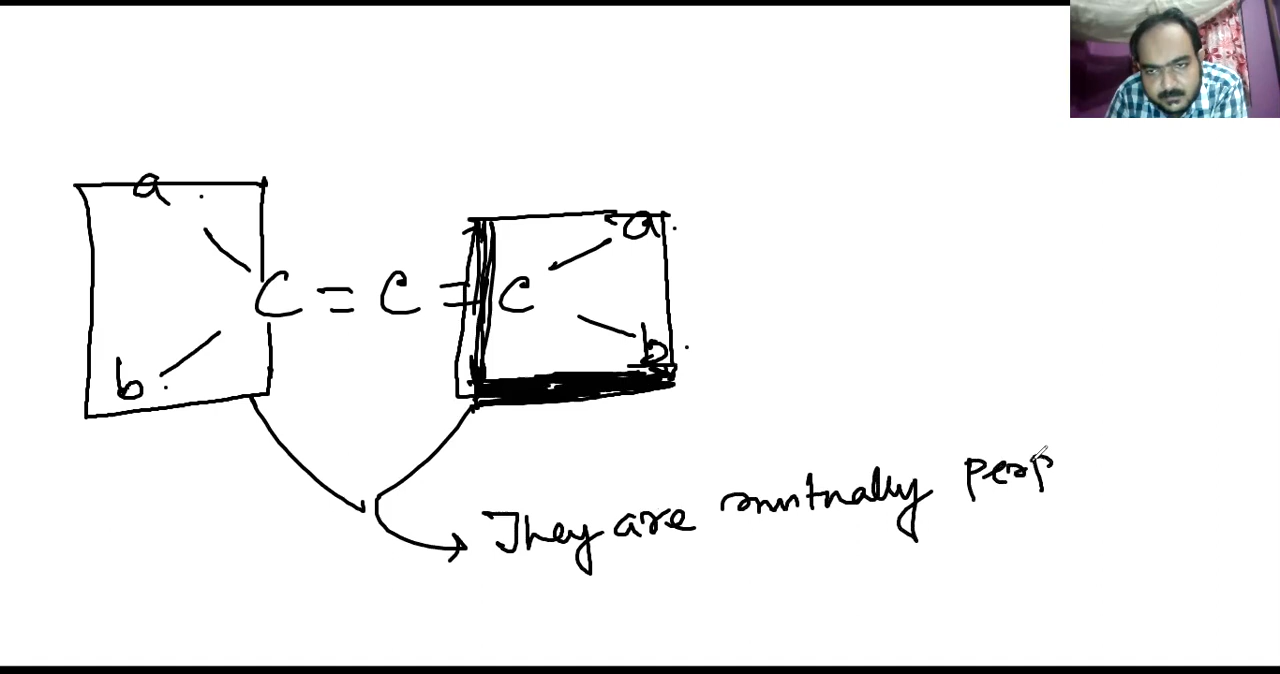 a a
C = C = C
b b
They are mutually perp